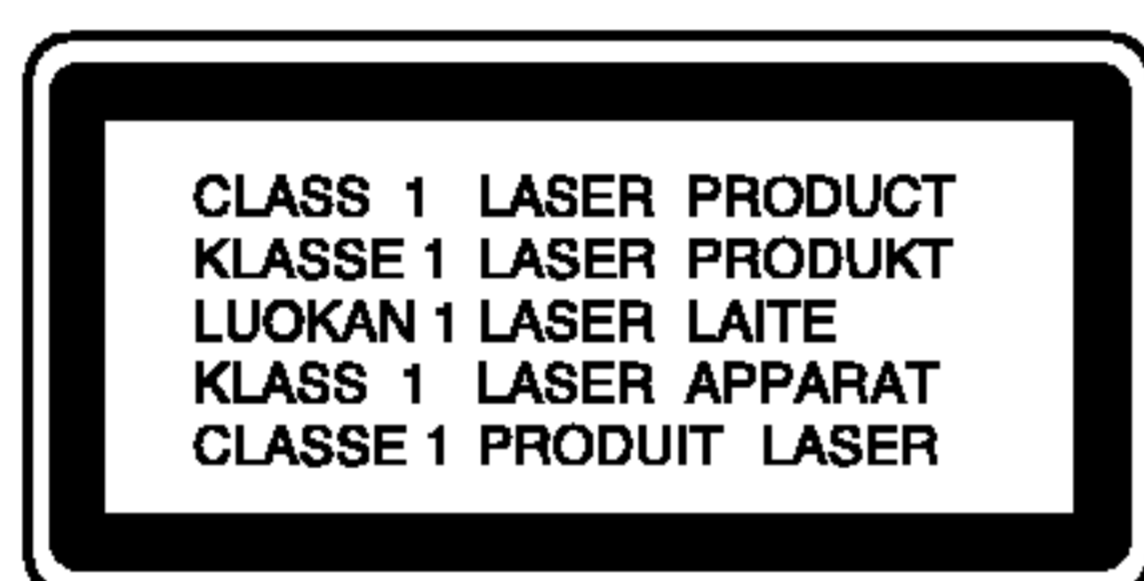 CLASS 1 LASER PRODUCT
KLASSE 1 LASER PRODUKT
LUOKAN 1 LASER LAITE
KLASS 1 LASER APPARAT
CLASSE 1 PRODUIT LASER